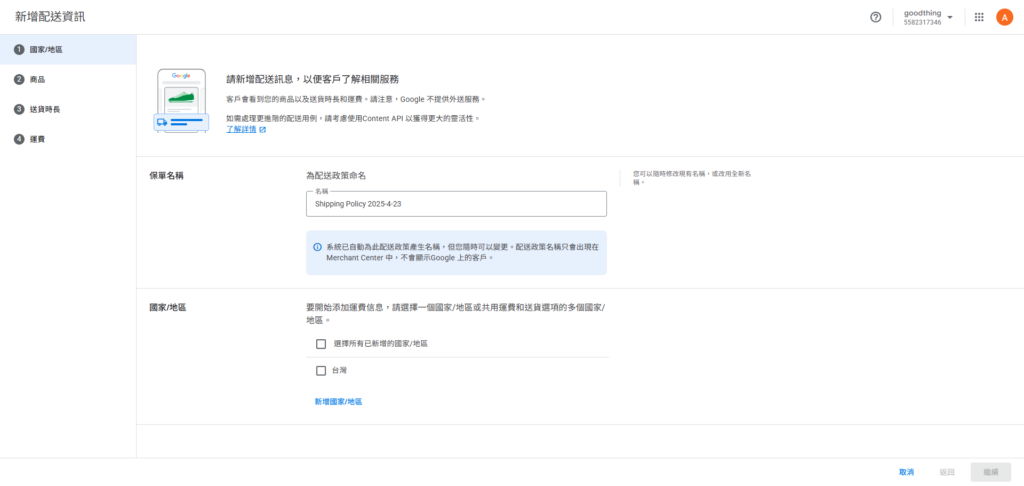 新增配送資訊
goodthing
5582317346
A
1 國家/地區
2 商品
3 送貨時長
4 運費
Google
請新增配送訊息，以便客戶了解相關服務
客戶會看到您的商品以及送貨時長和運費。請注意，Google 不提供外送服務。
如需處理更進階的配送用例，請考慮使用Content API 以獲得更大的靈活性。
了解詳情
保單名稱
為配送政策命名
名稱
Shipping Policy 2025-4-23
您可以隨時修改現有名稱，或改用全新名
稱。
系統已自動為此配送政策產生名稱，但您隨時可以變更。配送政策名稱只會出現在
Merchant Center 中，不會顯示Google 上的客戶。
國家/地區
要開始添加運費信息，請選擇一個國家/地區或共用運費和送貨選項的多個國家/
地區。
選擇所有已新增的國家/地區
台灣
新增國家/地區
取消
返回
繼續